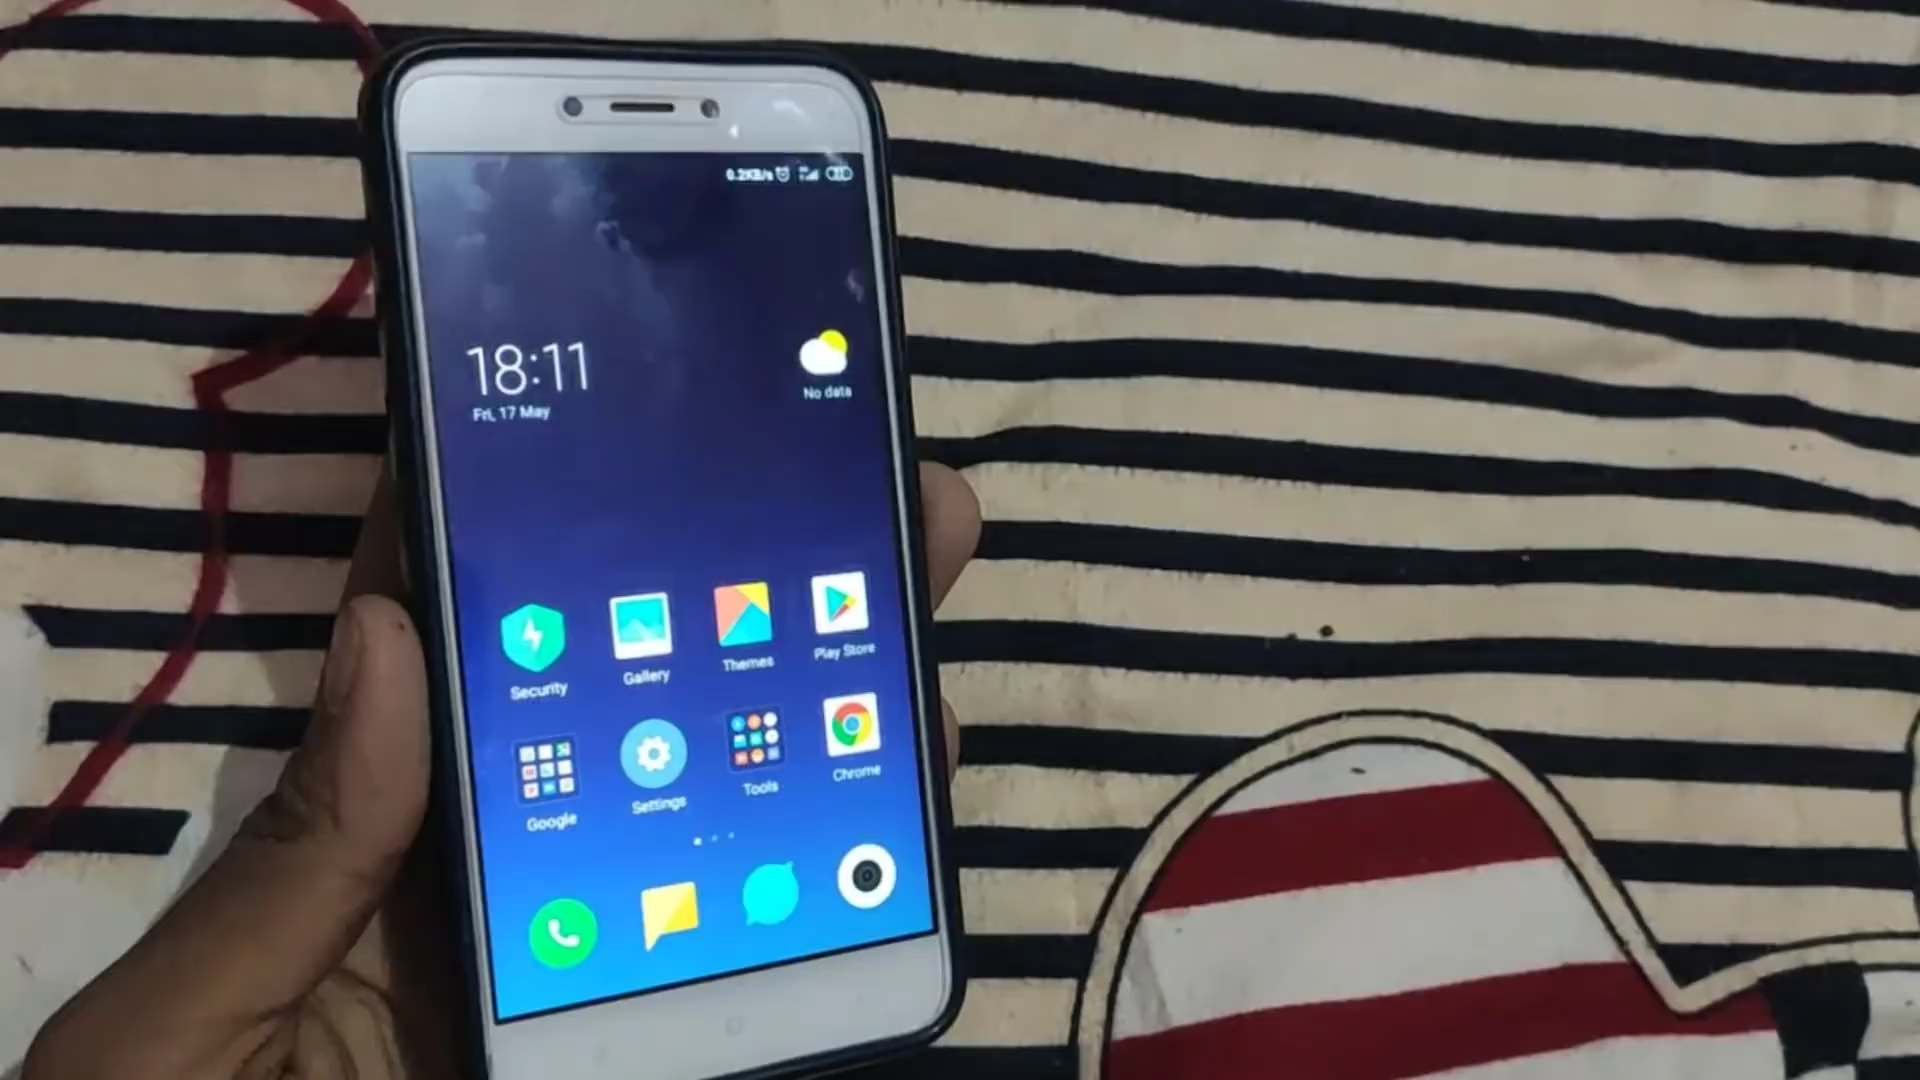 0.2KB/s
18:11
Fri, 17 May
No data
Security
Gallery
Themes
Play Store
Google
Settings
Tools
Chrome